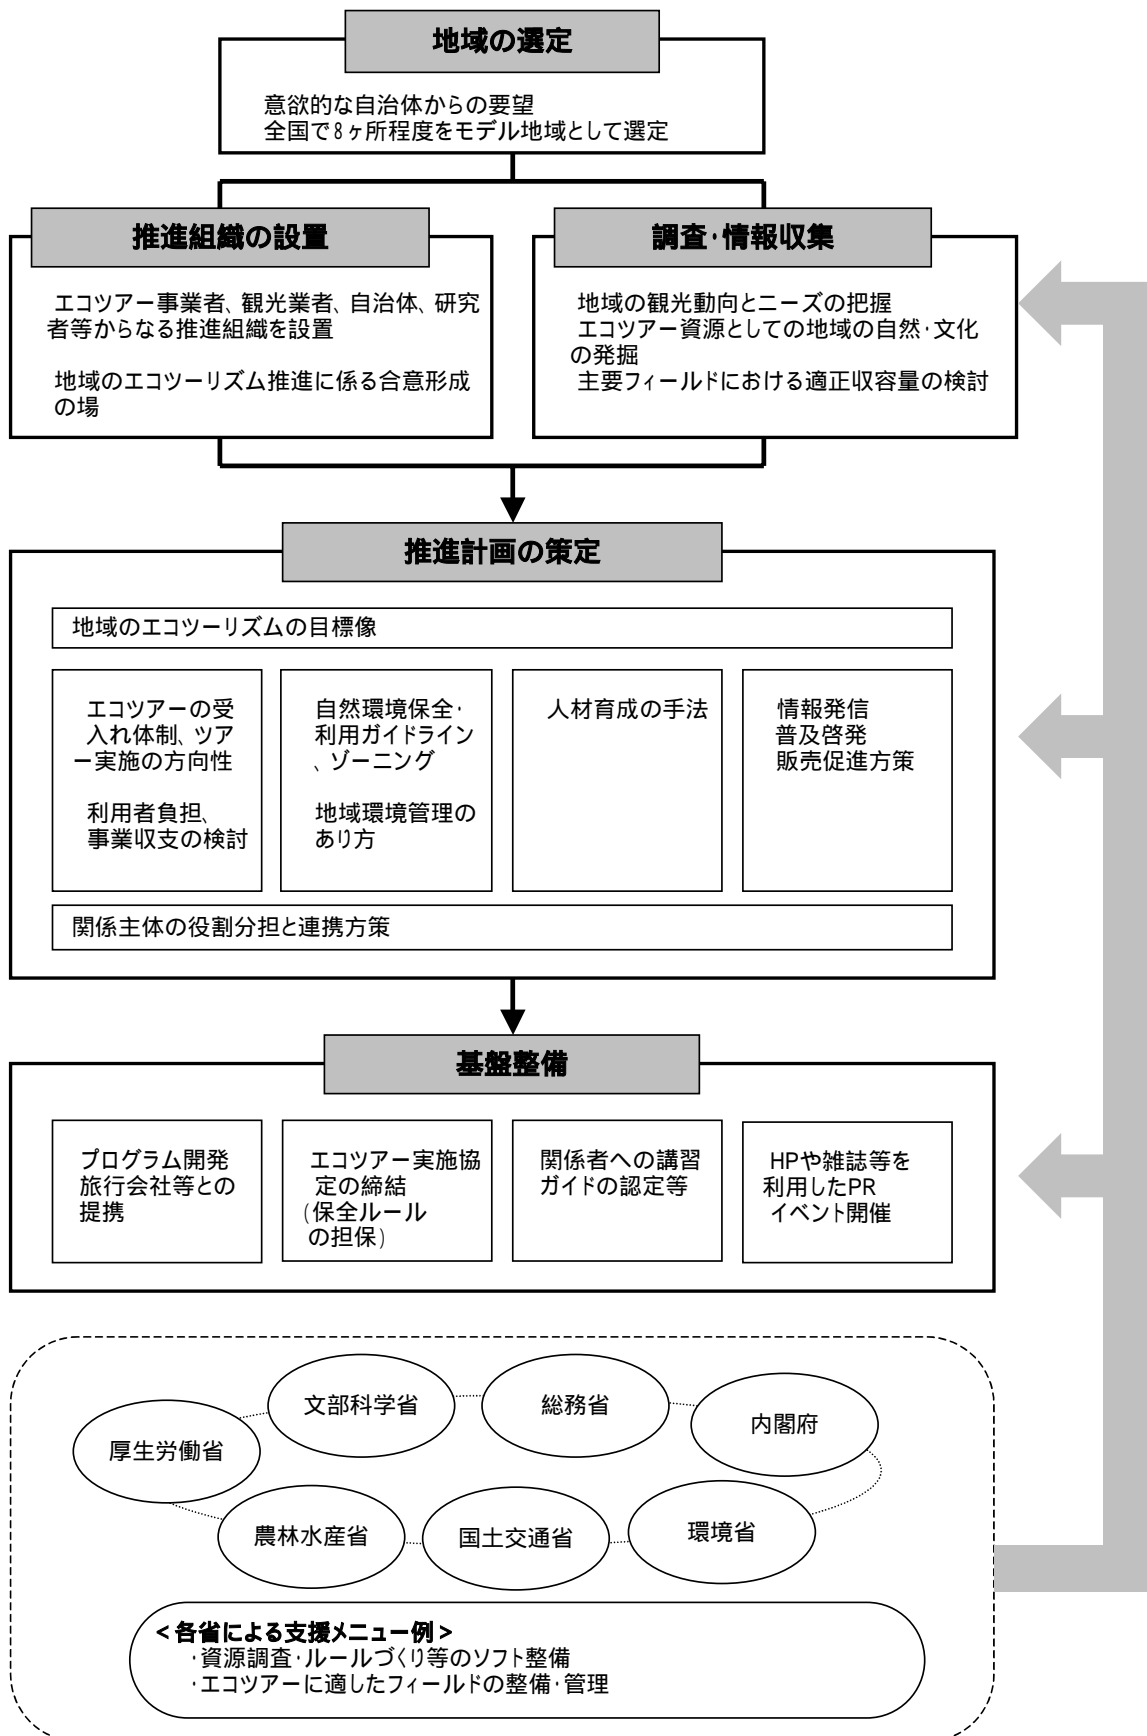 地域の選定
意欲的な自治体からの要望
全国で8ヶ所程度をモデル地域として選定
推進組織の設置
エコツアー事業者、観光業者、自治体、研究
者等からなる推進組織を設置
地域のエコツーリズム推進に係る合意形成
の場
調査・情報収集
地域の観光動向とニーズの把握
エコツアー資源としての地域の自然・文化
の発掘
主要フィールドにおける適正収容量の検討
推進計画の策定
地域のエコツーリズムの目標像
エコツアーの受
入れ体制、ツア
ー実施の方向性
利用者負担、
事業収支の検討
自然環境保全・
利用ガイドライン
、ゾーニング
地域環境管理の
あり方
人材育成の手法
情報発信
普及啓発
販売促進方策
関係主体の役割分担と連携方策
基盤整備
プログラム開発
旅行会社等との
提携
エコツアー実施協
定の締結
(保全ルール
の担保)
関係者への講習
ガイドの認定等
HPや雑誌等を
利用したPR
イベント開催
文部科学省
総務省
内閣府
厚生労働省
農林水産省
国土交通省
環境省
<各省による支援メニュー例>
・資源調査・ルールづくり等のソフト整備
・エコツアーに適したフィールドの整備・管理